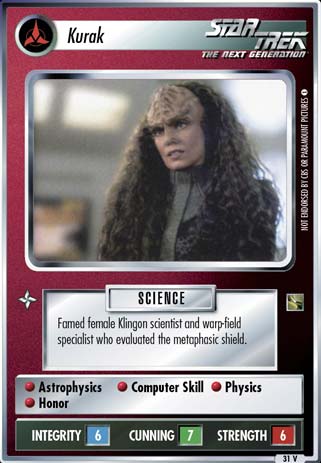 Kurak
STAR TREK
THE NEXT GENERATION
NOT ENDORSED BY CBS OR PARAMOUNT PICTURES
SCIENCE
Famed female Klingon scientist and warp-field
specialist who evaluated the metaphasic shield.
Astrophysics Computer Skill Physics
Honor
INTEGRITY 6 CUNNING 7 STRENGTH 6
31 V